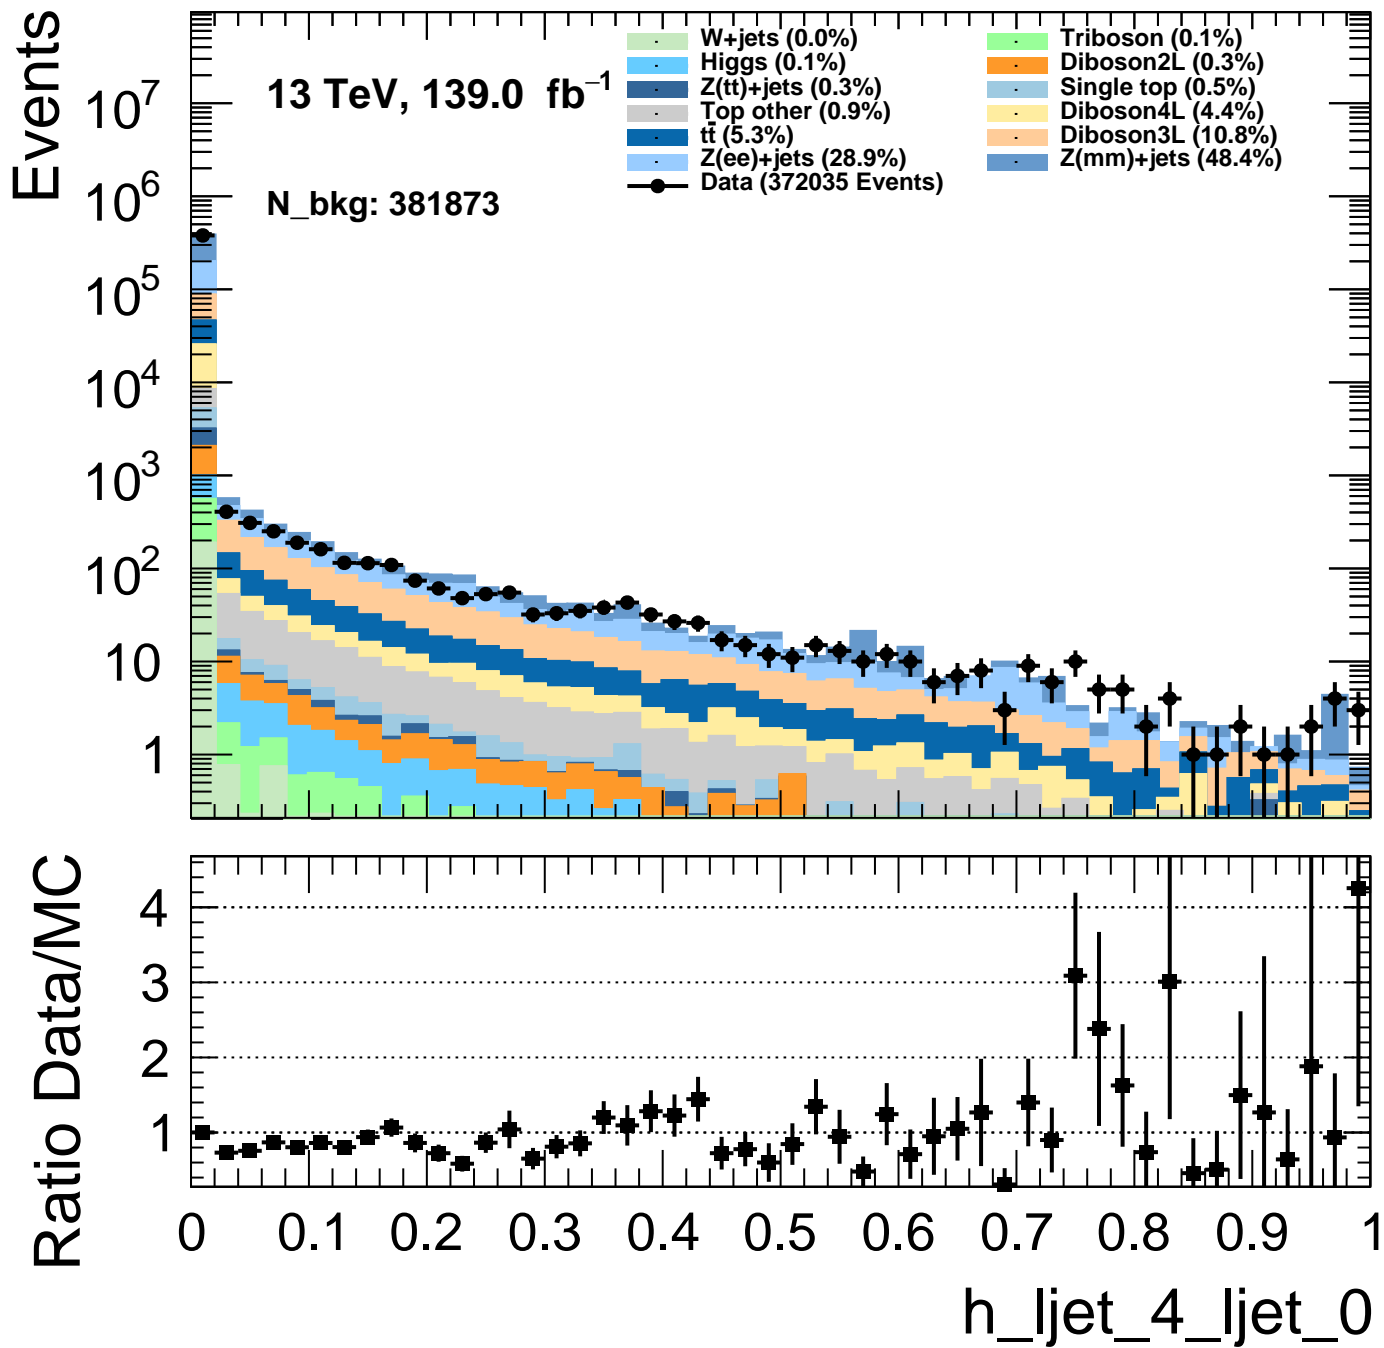 Events
W+jets (0.0%)
Triboson (0.1%)
Higgs (0.1%)
Diboson2L (0.3%)
Z(tt)+jets (0.3%)
Single top (0.5%)
Top other (0.9%)
Diboson4L (4.4%)
tt̄ (5.3%)
Diboson3L (10.8%)
Z(ee)+jets (28.9%)
Z(mm)+jets (48.4%)
Data (372035 Events)
13 TeV, 139.0 fb⁻¹
N_bkg: 381873
10⁷
10⁶
10⁵
10⁴
10³
10²
10
1
Ratio Data/MC
4
3
2
1
0 0.1 0.2 0.3 0.4 0.5 0.6 0.7 0.8 0.9 1
h_ljet_4_ljet_0